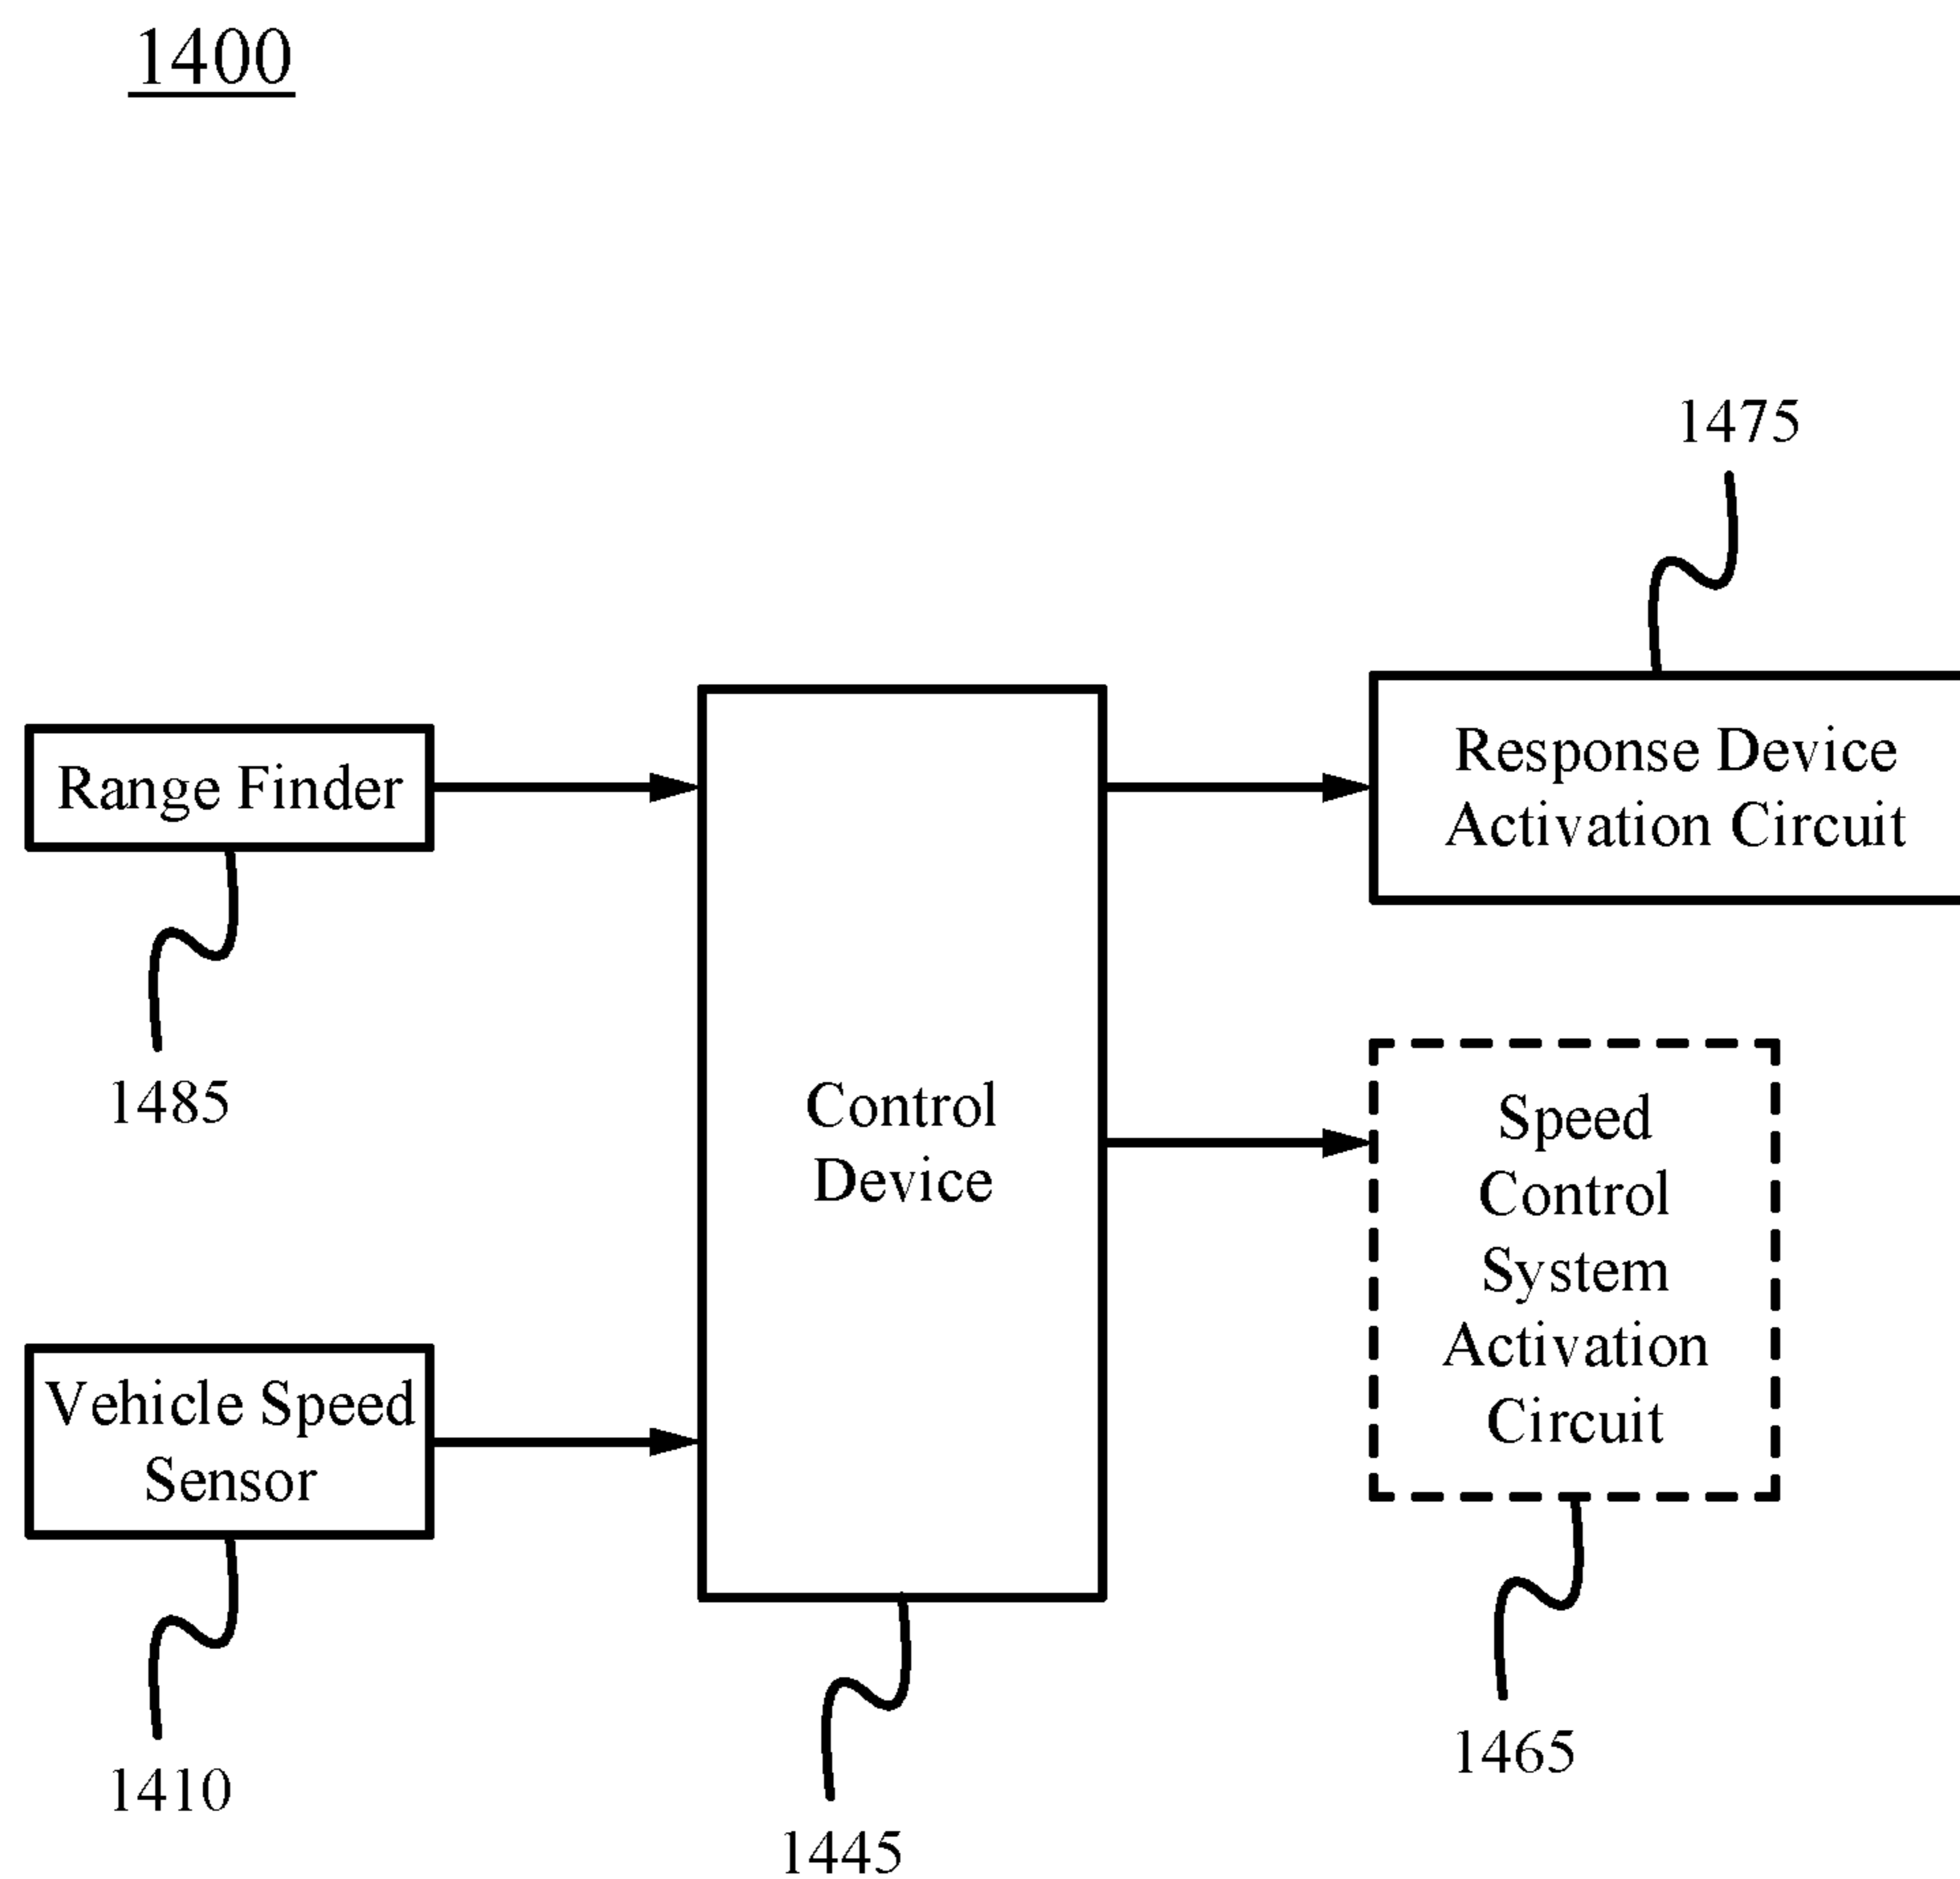 1400
1475
Range Finder
Response Device
Activation Circuit
1485
Control
Device
Speed
Control
System
Activation
Circuit
Vehicle Speed
Sensor
1410
1445
1465